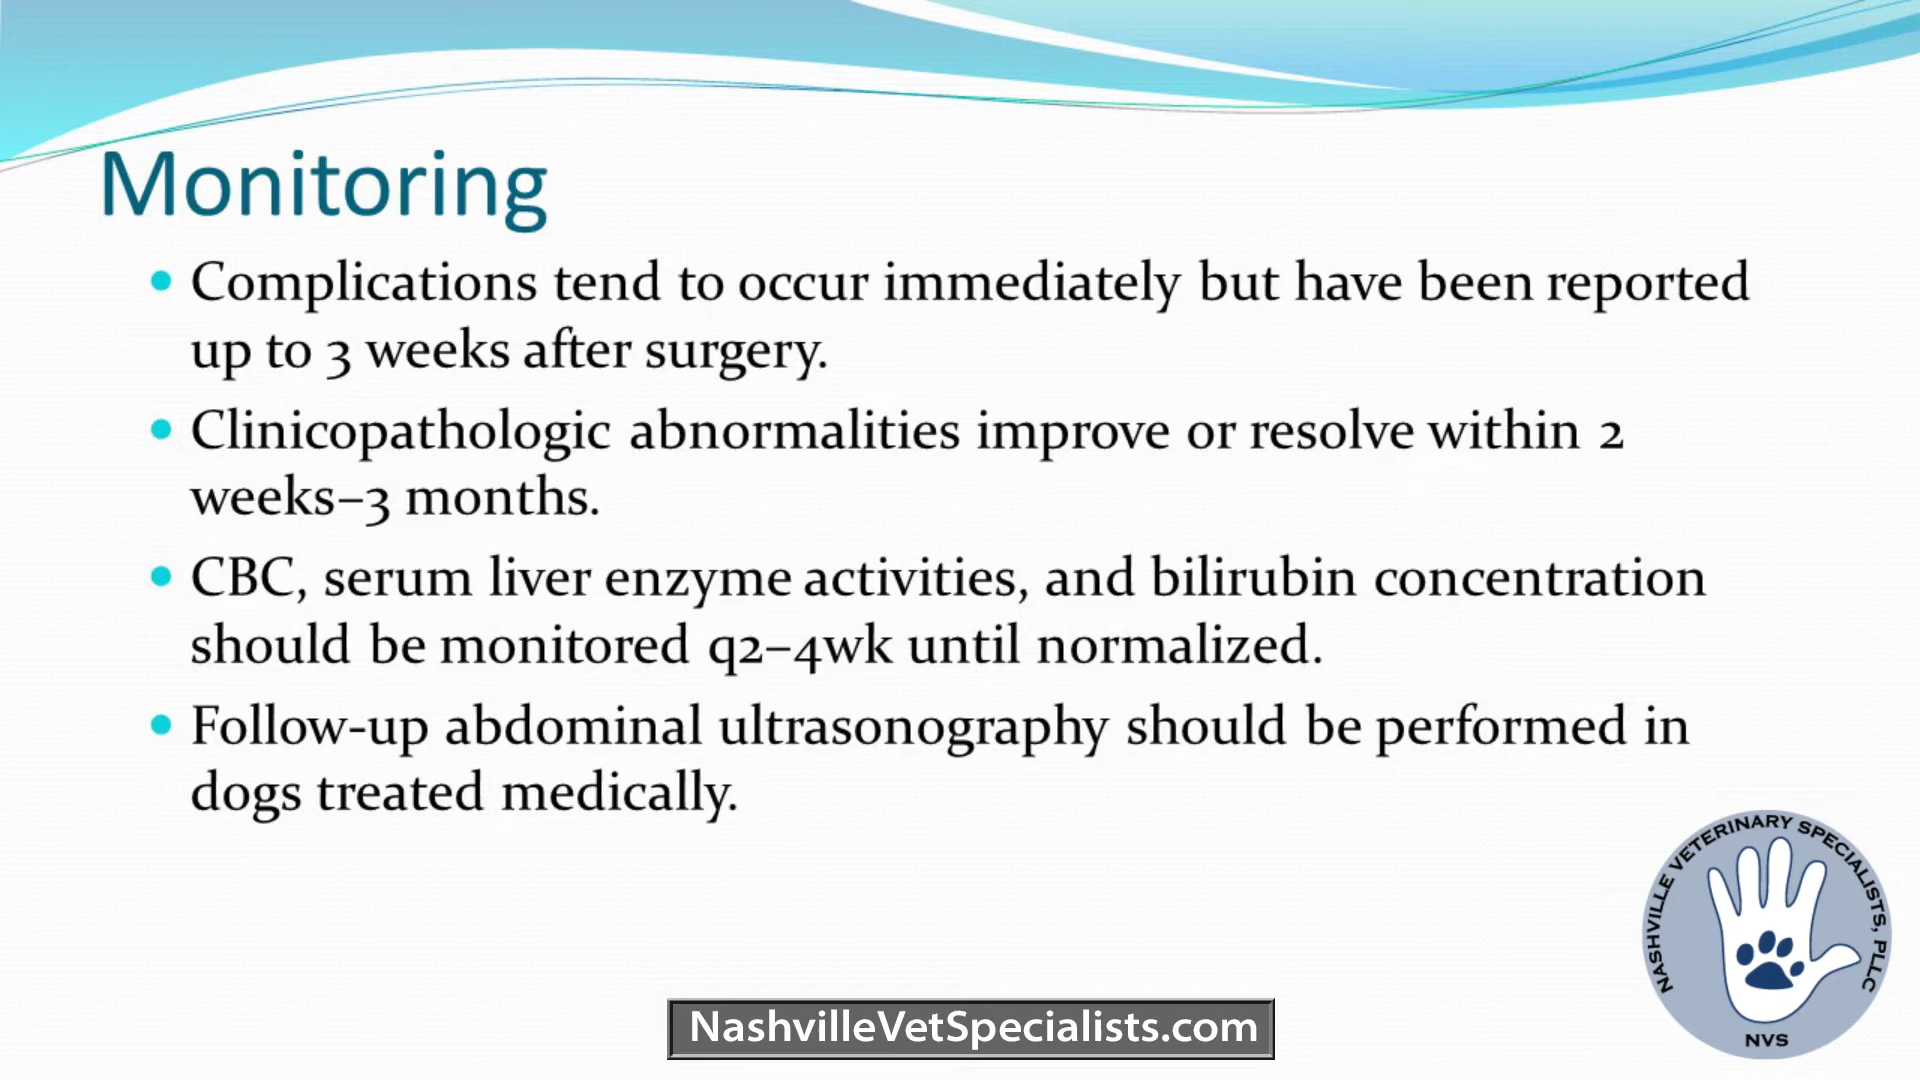 Monitoring
• Complications tend to occur immediately but have been reported
up to 3 weeks after surgery.
• Clinicopathologic abnormalities improve or resolve within 2
weeks–3 months.
• CBC, serum liver enzyme activities, and bilirubin concentration
should be monitored q2–4wk until normalized.
• Follow-up abdominal ultrasonography should be performed in
dogs treated medically.
NASHVILLE VETERINARY SPECIALISTS, PLLC
NVS
NashvilleVetSpecialists.com